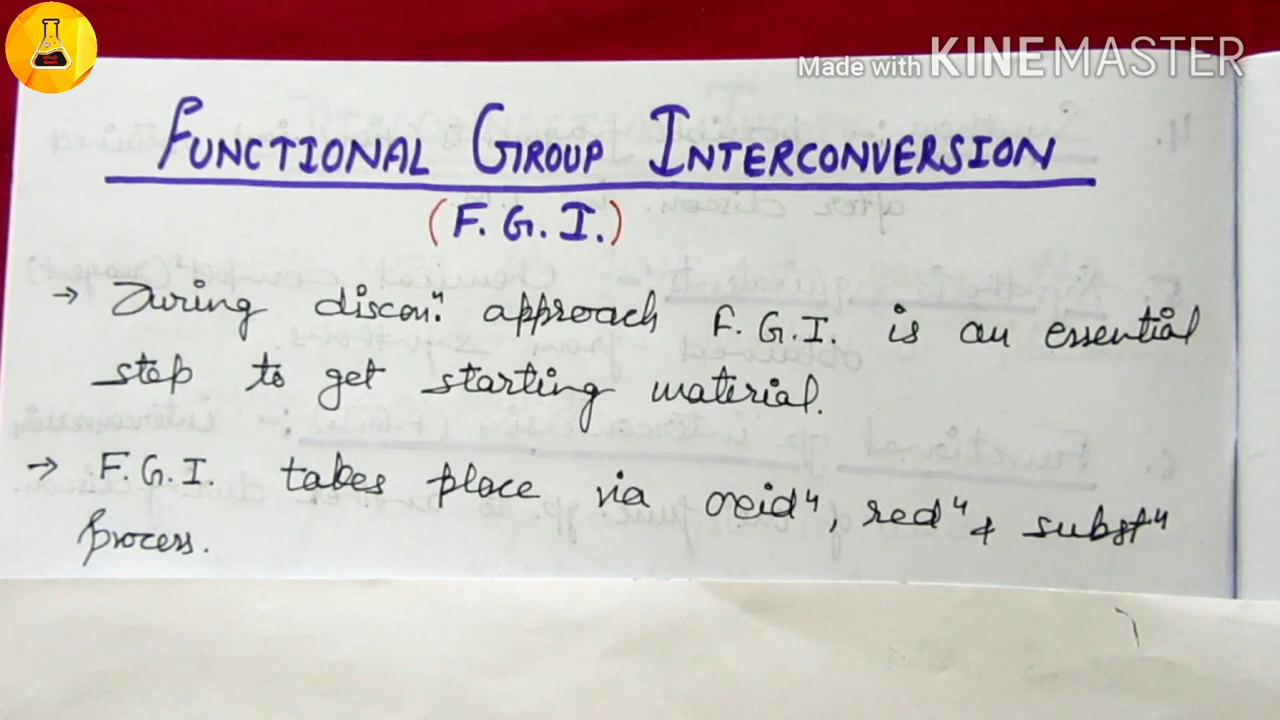 Made with KINEMASTER
FUNCTIONAL GROUP INTERCONVERSION
(F.G.I.)
→ During discon.ⁿ approach F.G.I. is an essential
step to get starting material.
→ F.G.I. takes place via oxidⁿ, redⁿ & substⁿ
process.